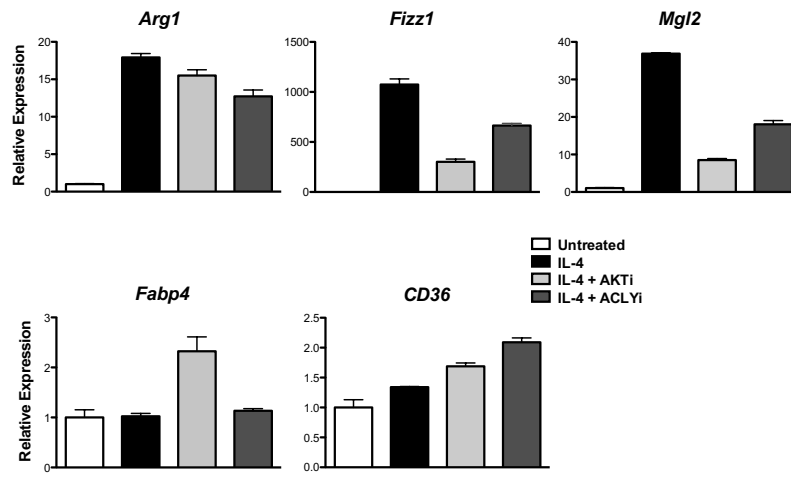 Arg1
Fizz1
Mgl2
Relative Expression
20
15
10
5
0
1500
1000
500
0
40
30
20
10
0
Untreated
IL-4
IL-4 + AKTi
IL-4 + ACLYi
Fabp4
CD36
Relative Expression
3
2
1
0
2.5
2.0
1.5
1.0
0.5
0.0